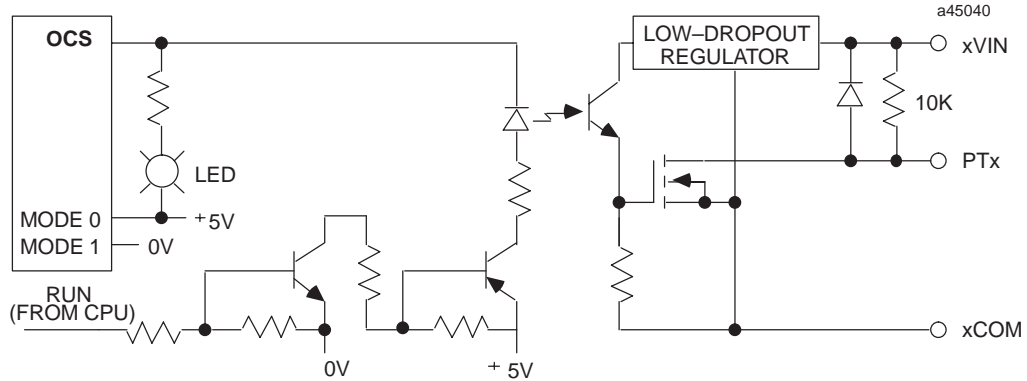 a45040
OCS
LOW–DROPOUT
REGULATOR
xVIN
10K
LED
PTx
MODE 0
+5V
MODE 1
0V
RUN
(FROM CPU)
xCOM
0V
+ 5V